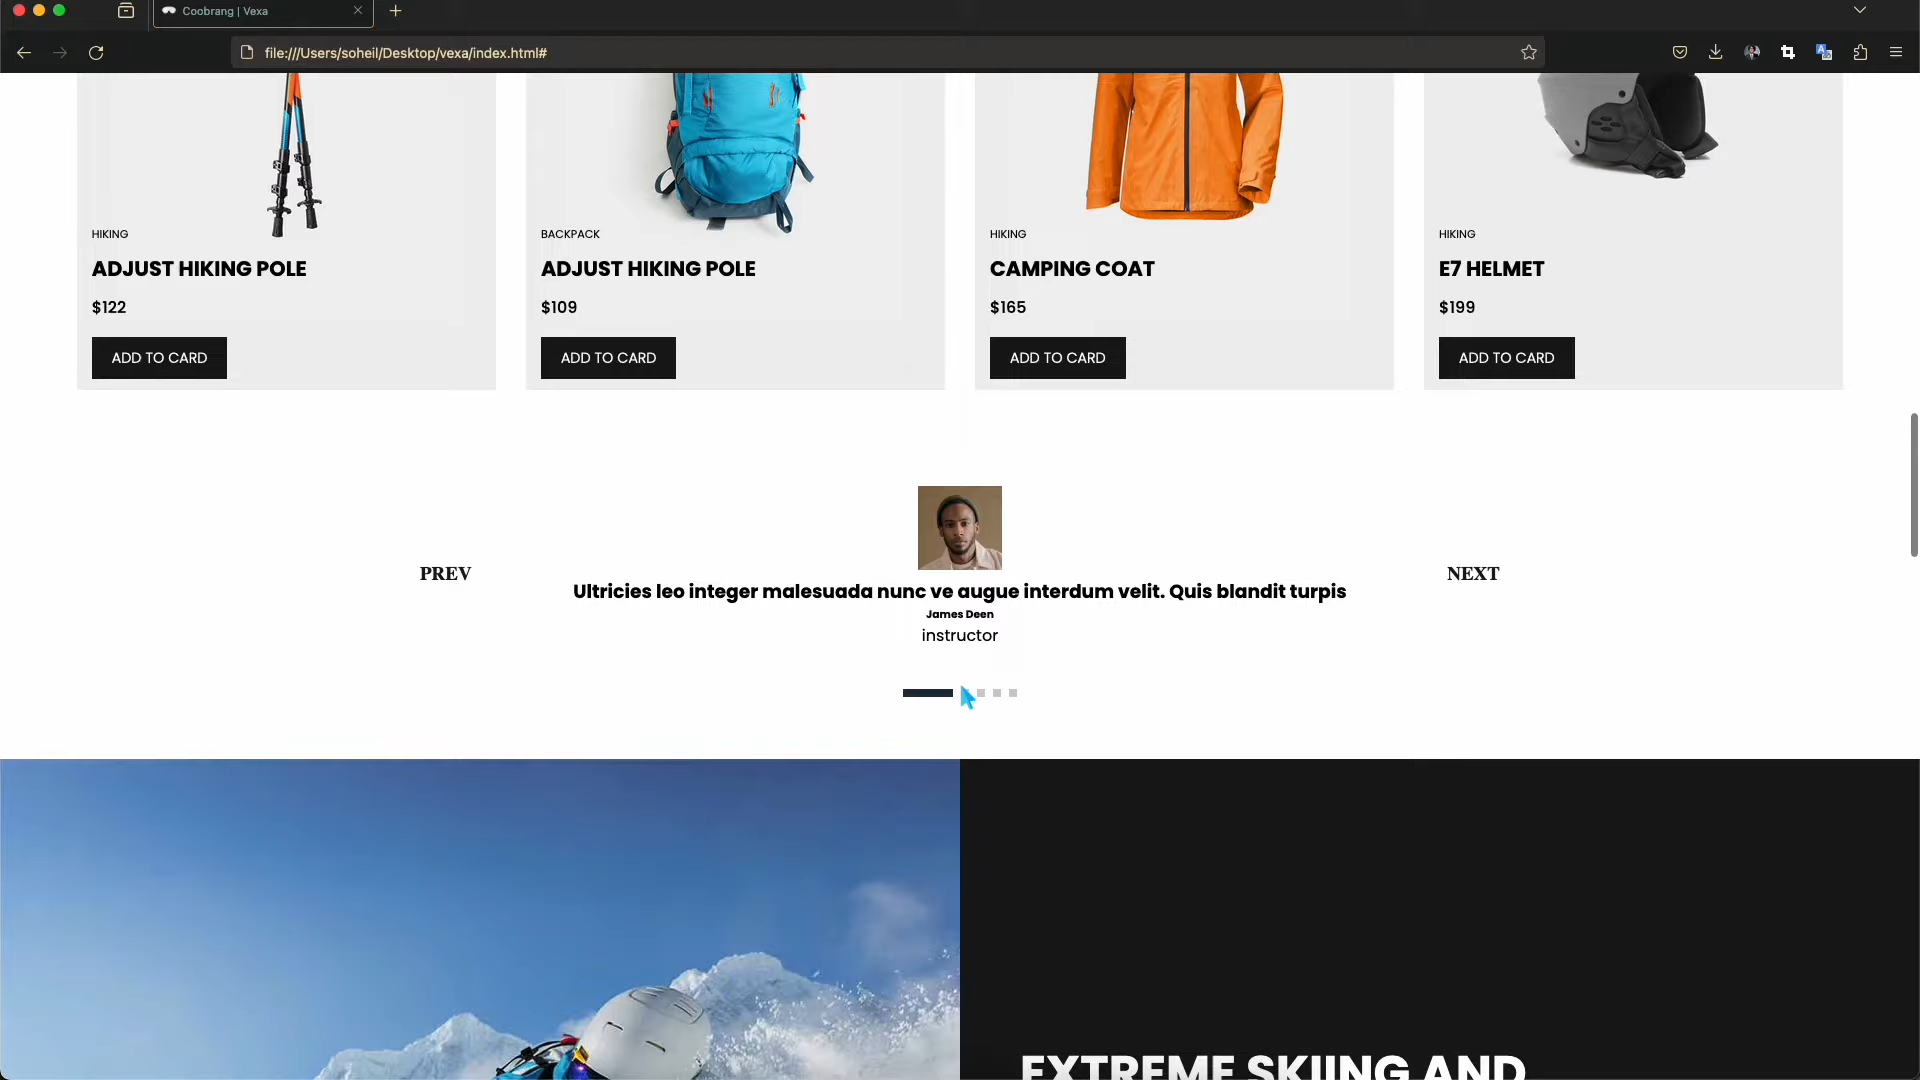 Coobrang | Vexa
file:///Users/soheil/Desktop/vexa/index.html#
HIKING
ADJUST HIKING POLE
$122
ADD TO CARD
BACKPACK
ADJUST HIKING POLE
$109
ADD TO CARD
HIKING
CAMPING COAT
$165
ADD TO CARD
HIKING
E7 HELMET
$199
ADD TO CARD
PREV
Ultricies leo integer malesuada nunc ve augue interdum velit. Quis blandit turpis
James Deen
instructor
NEXT
EXTREME SKIING AND